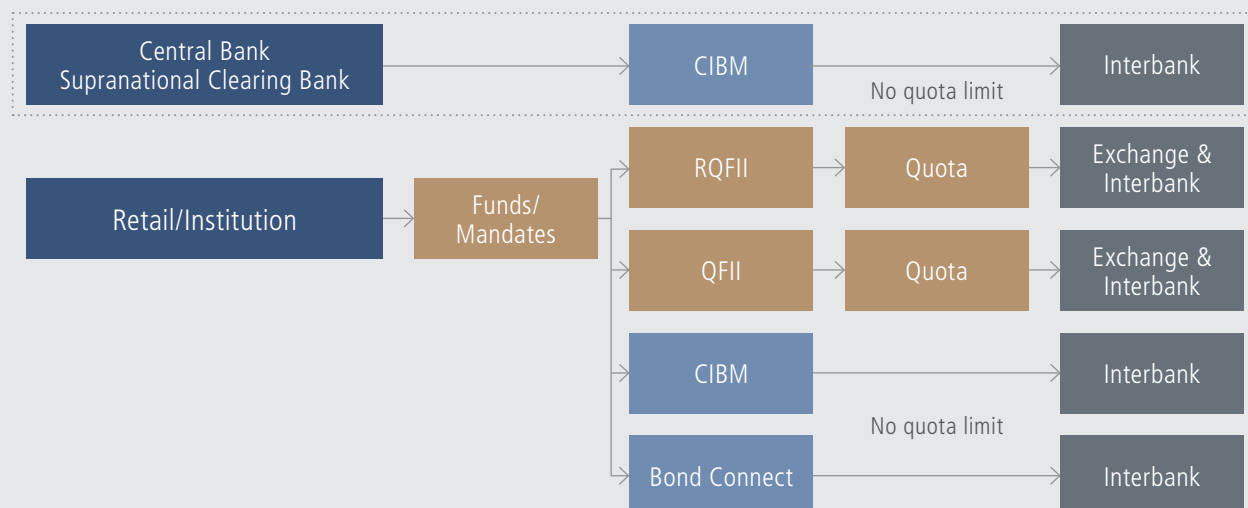 Central Bank
Supranational Clearing Bank
CIBM
No quota limit
Interbank
RQFII
Quota
Exchange &
Interbank
Retail/Institution
Funds/
Mandates
QFII
Quota
Exchange &
Interbank
CIBM
Interbank
No quota limit
Bond Connect
Interbank